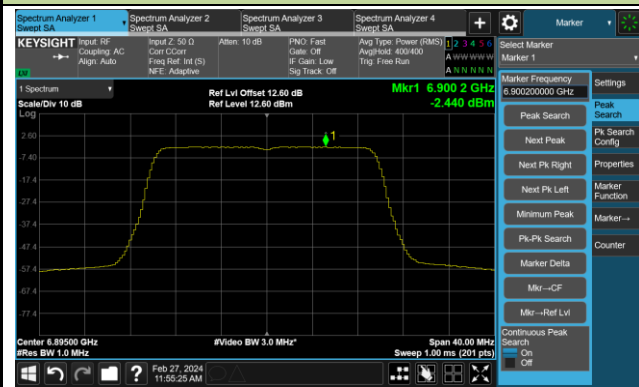 Spectrum Analyzer 1
Swept SA
Spectrum Analyzer 2
Swept SA
Spectrum Analyzer 3
Swept SA
Spectrum Analyzer 4
Swept SA
+
Marker
KEYSIGHT
Input: RF
Coupling: AC
Align: Auto
Input Z: 50 Ω
Corr CCorr
Freq Ref: Int (S)
NFE: Adaptive
Atten: 10 dB
PNO: Fast
Gate: Off
IF Gain: Low
Sig Track: Off
Avg Type: Power (RMS)
Avg|Hold: 400/400
Trig: Free Run
1 2 3 4 5 6
A W W W W W
A N N N N N
Select Marker
Marker 1
1 Spectrum
Scale/Div 10 dB
Log
Ref Lvl Offset 12.60 dB
Ref Level 12.60 dBm
Mkr1 6.900 2 GHz
-2.440 dBm
1
2.60
-7.40
-17.4
-27.4
-37.4
-47.4
-57.4
-67.4
-77.4
Center 6.89500 GHz
#Res BW 1.0 MHz
#Video BW 3.0 MHz*
Span 40.00 MHz
Sweep 1.00 ms (201 pts)
Marker Frequency
6.900200000 GHz
Peak Search
Next Peak
Next Pk Right
Next Pk Left
Minimum Peak
Pk-Pk Search
Marker Delta
Mkr→CF
Mkr→Ref Lvl
Continuous Peak
Search
On
Off
Settings
Peak
Search
Pk Search
Config
Properties
Marker
Function
Marker→
Counter
?
Feb 27, 2024
11:55:25 AM